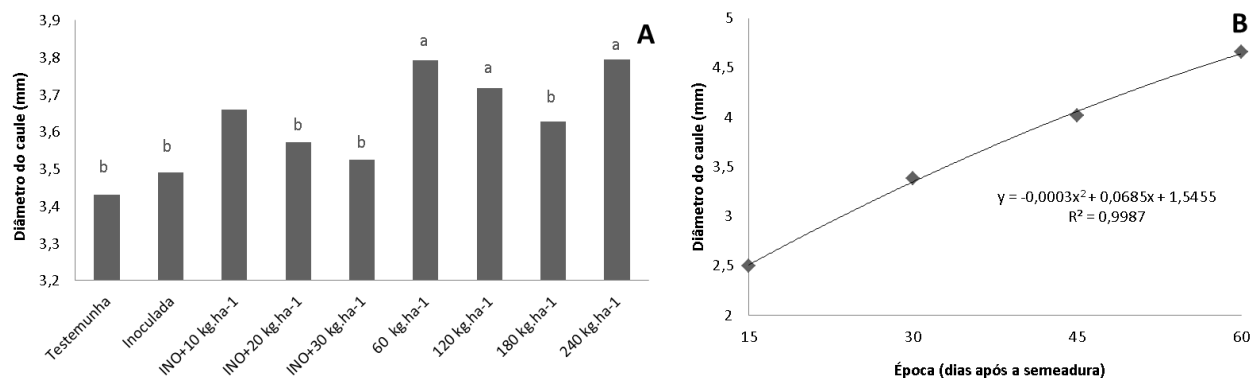 A
Diâmetro do caule (mm)
3,9
3,8
3,7
3,6
3,5
3,4
3,3
3,2
b
b
b
b
a
a
b
a
Testemunha
Inoculada
INO+10 kg.ha-1
INO+20 kg.ha-1
INO+30 kg.ha-1
60 kg.ha-1
120 kg.ha-1
180 kg.ha-1
240 kg.ha-1
B
Diâmetro do caule (mm)
5
4,5
4
3,5
3
2,5
2
y = -0,0003x² + 0,0685x + 1,5455
R² = 0,9987
15
30
45
60
Época (dias após a semeadura)